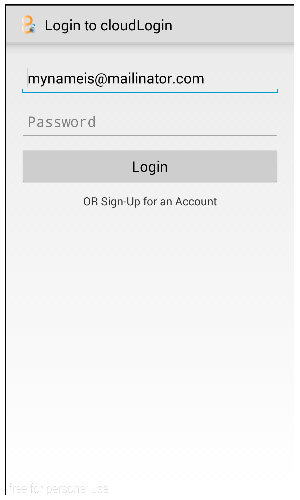 Login to cloudLogin
mynameis@mailinator.com
Password
Login
OR Sign-Up for an Account
free for personal use